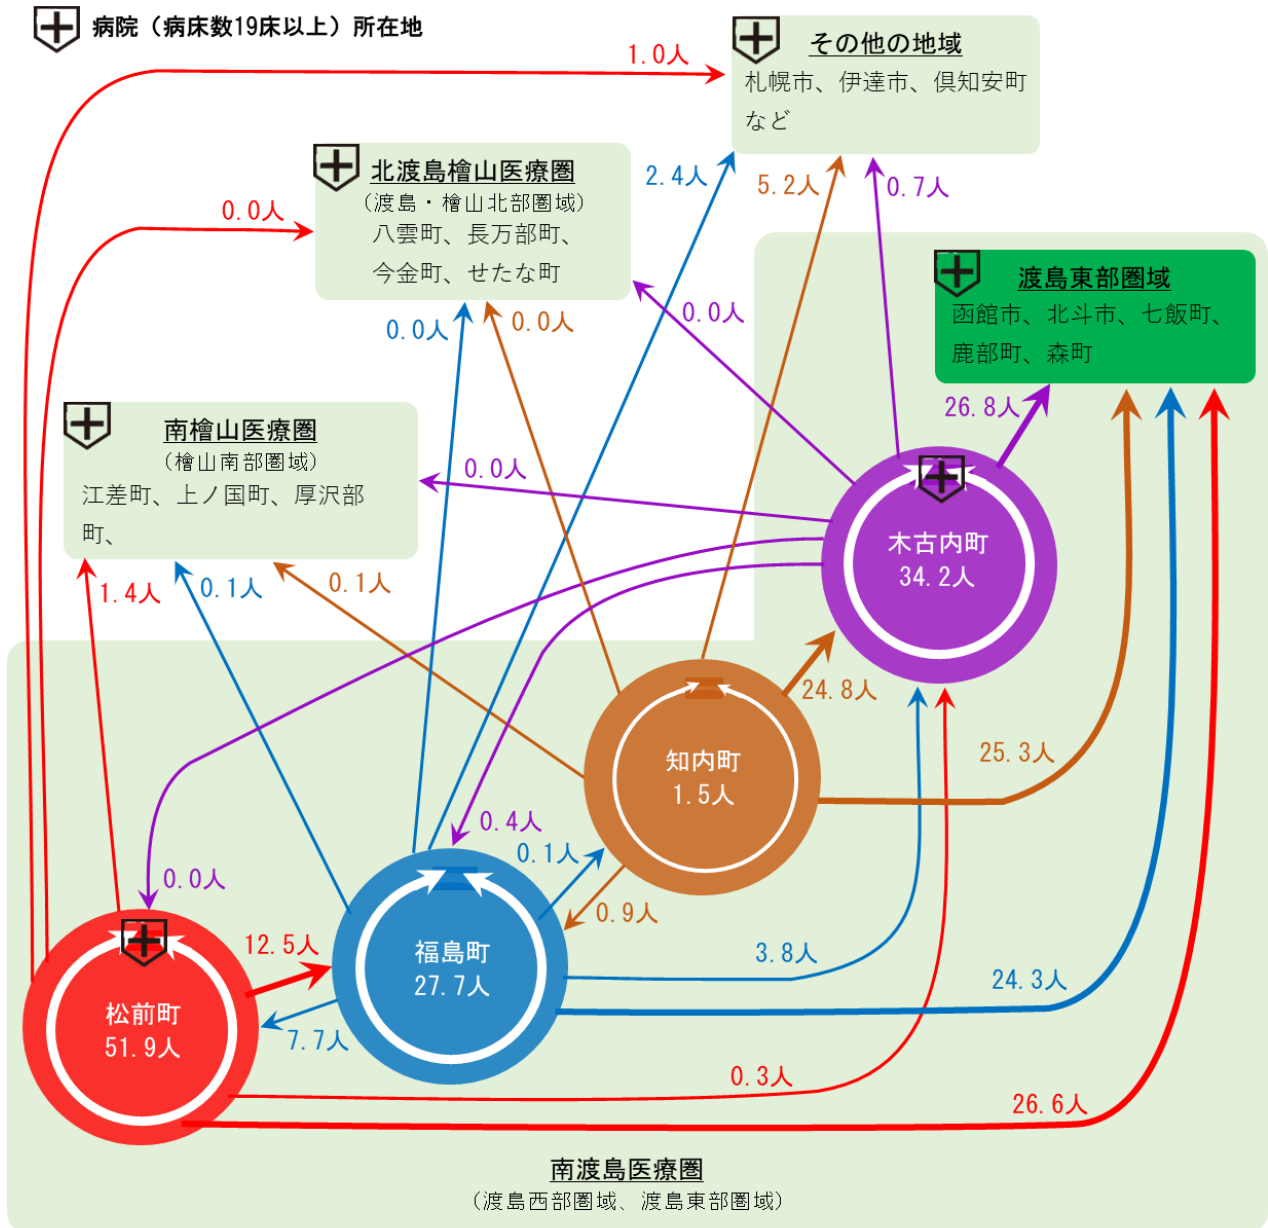 病院（病床数19床以上）所在地
1.0人
その他の地域
札幌市、伊達市、倶知安町
など
北渡島檜山医療圏
（渡島・檜山北部圏域）
八雲町、長万部町、
今金町、せたな町
0.0人
2.4人
5.2人
0.7人
渡島東部圏域
函館市、北斗市、七飯町、
鹿部町、森町
0.0人
0.0人
0.0人
26.8人
南檜山医療圏
（檜山南部圏域）
江差町、上ノ国町、厚沢部
町、
0.0人
木古内町
34.2人
1.4人
0.1人
0.1人
24.8人
知内町
1.5人
25.3人
0.4人
0.1人
0.9人
0.0人
12.5人
福島町
27.7人
3.8人
24.3人
松前町
51.9人
7.7人
0.3人
26.6人
南渡島医療圏
（渡島西部圏域、渡島東部圏域）